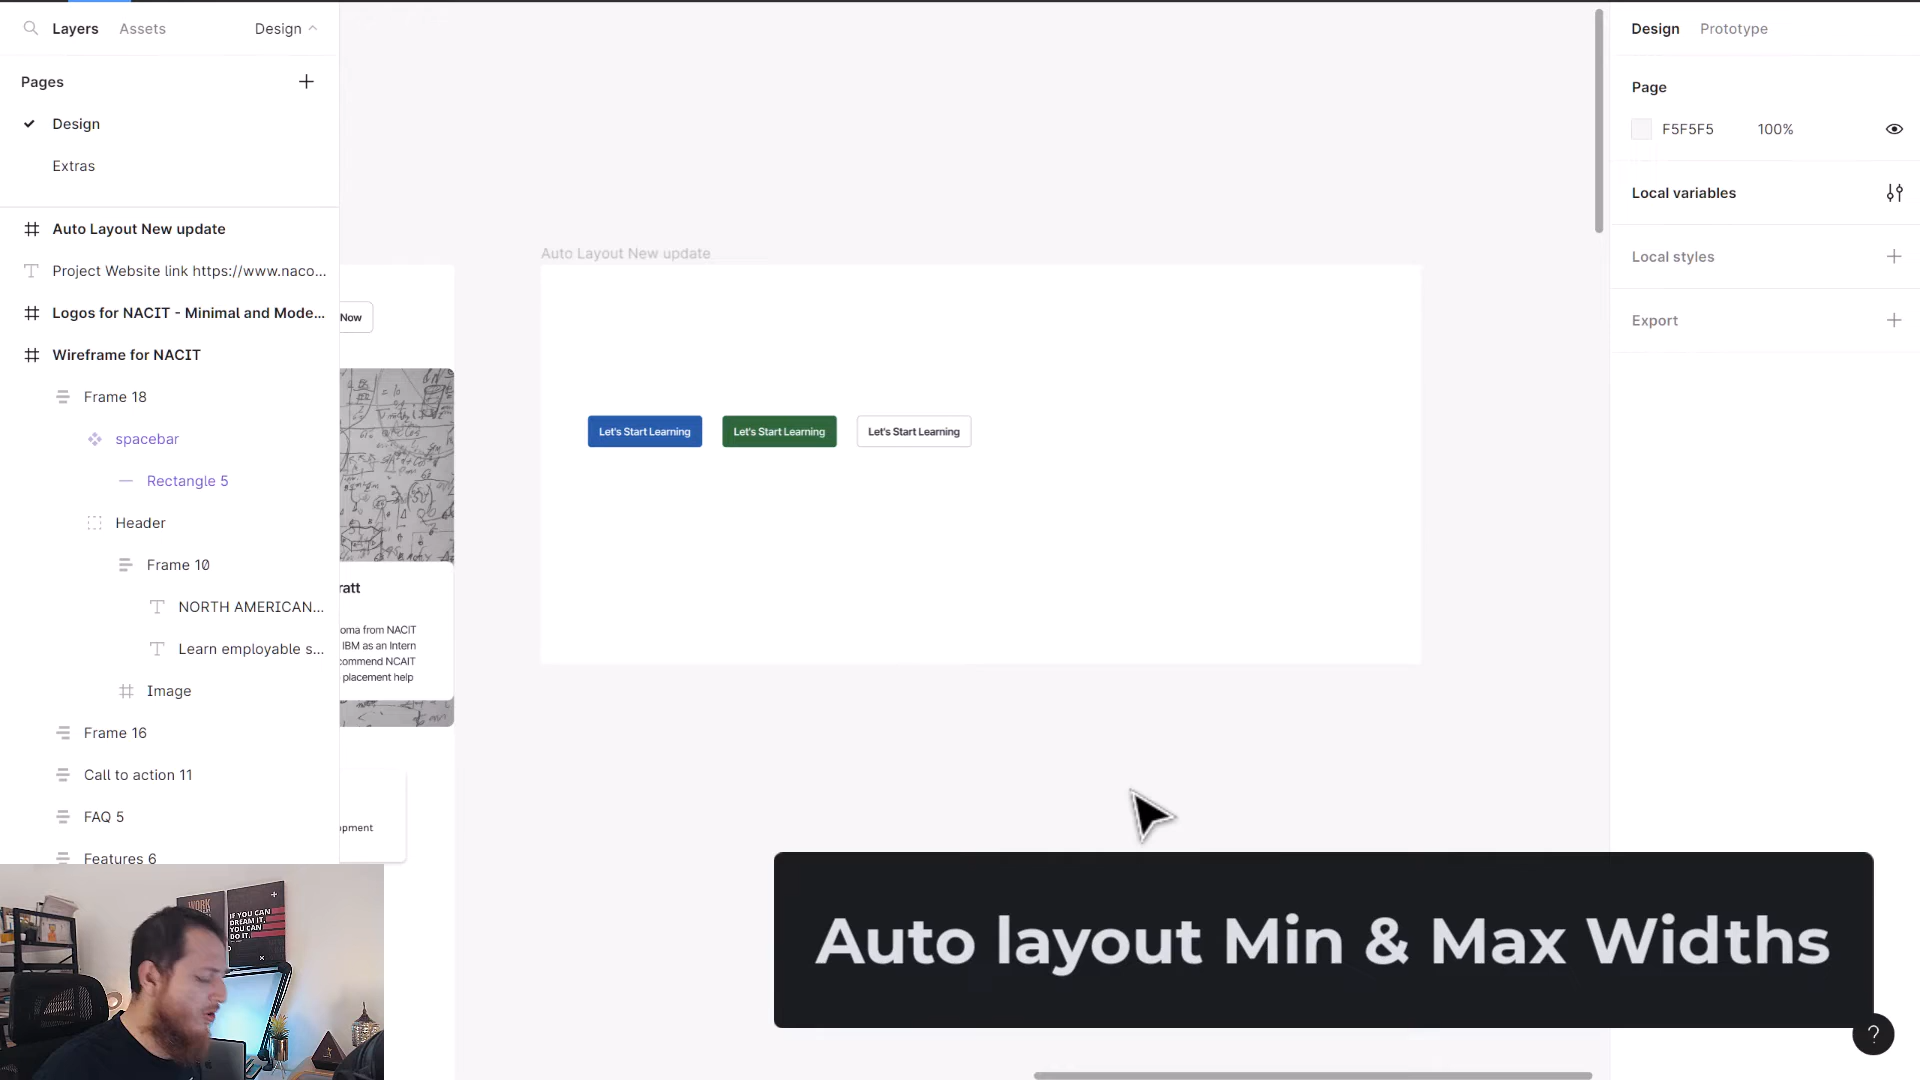 Layers
Assets
Design
Pages
Design
Extras
Auto Layout New update
Project Website link https://www.naco...
Logos for NACIT - Minimal and Mode...
Wireframe for NACIT
Frame 18
spacebar
Rectangle 5
Header
Frame 10
NORTH AMERICAN...
Learn employable s...
Image
Frame 16
Call to action 11
FAQ 5
Features 6
Now
ratt
oma from NACIT
IBM as an Intern
commend NCAIT
placement help
opment
Auto Layout New update
Let's Start Learning
Let's Start Learning
Let's Start Learning
Design
Prototype
Page
F5F5F5
100%
Local variables
Local styles
Export
WORK
IF YOU CAN
DREAM IT,
YOU CAN
DO IT.
Auto layout Min & Max Widths
?